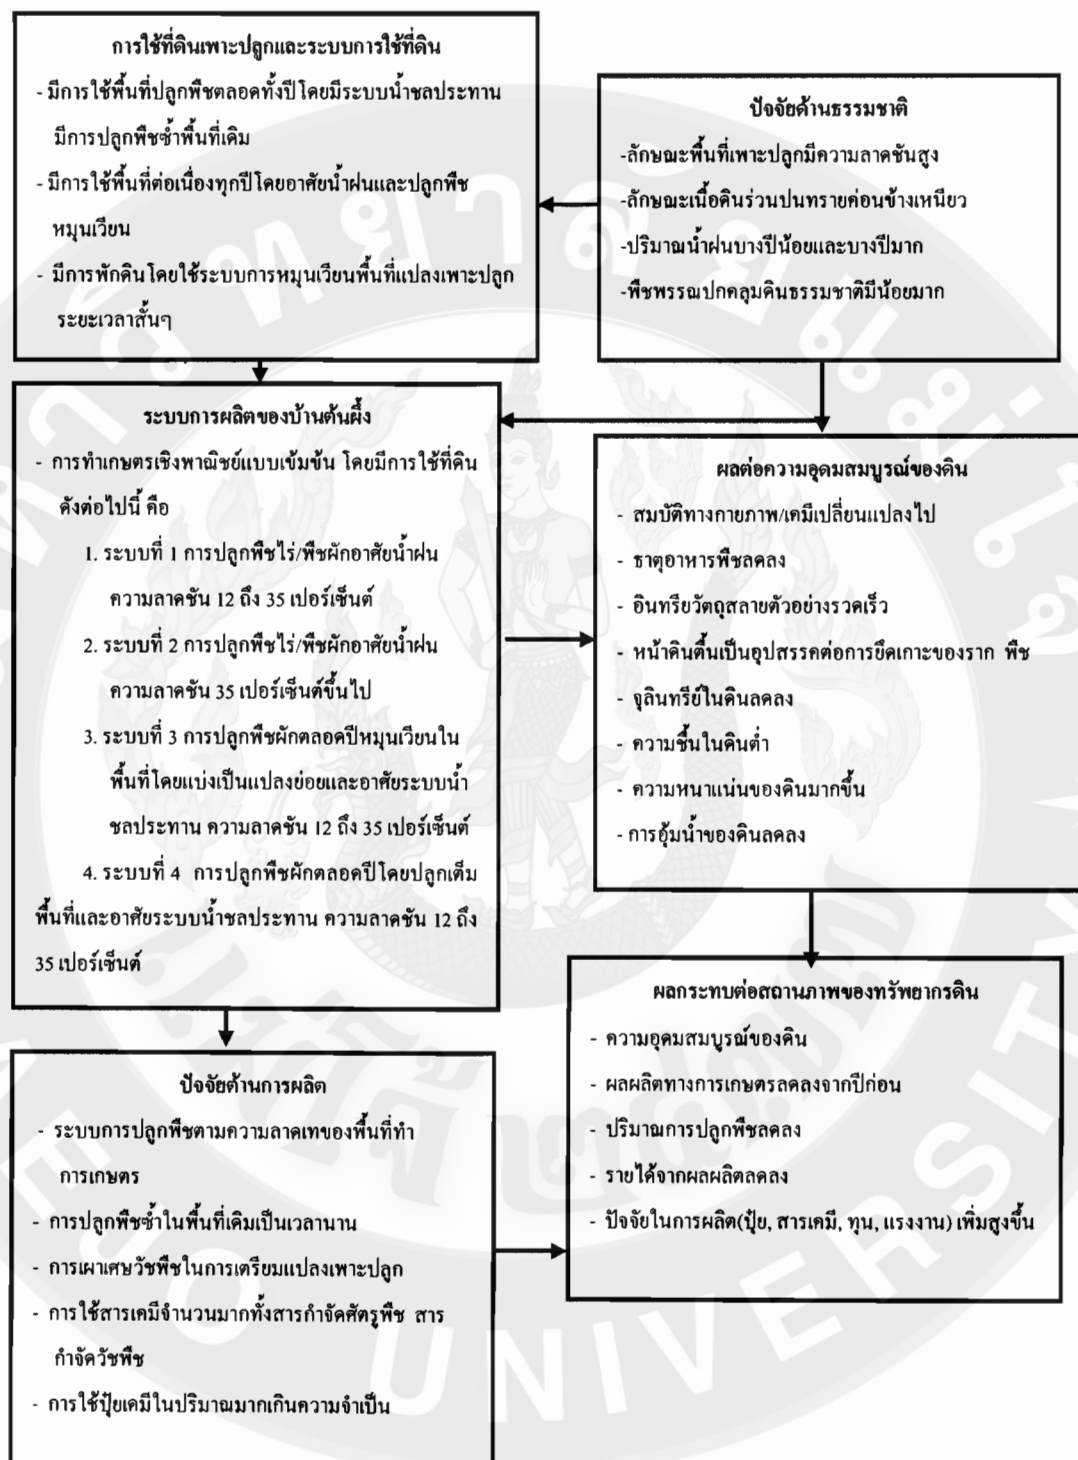 การใช้ที่ดินเพาะปลูกและระบบการใช้ที่ดิน
- มีการใช้พื้นที่ปลูกพืชตลอดทั้งปีโดยมีระบบน้ำชลประทาน
มีการปลูกพืชซ้ำพื้นที่เดิม
- มีการใช้พื้นที่ต่อเนื่องทุกปีโดยอาศัยน้ำฝนและปลูกพืช
หมุนเวียน
- มีการพักดินโดยใช้ระบบการหมุนเวียนพื้นที่แปลงเพาะปลูก
ระยะเวลาสั้นๆ
ปัจจัยด้านธรรมชาติ
-ลักษณะพื้นที่เพาะปลูกมีความลาดชันสูง
-ลักษณะเนื้อดินร่วนปนทรายค่อนข้างเหนียว
-ปริมาณน้ำฝนบางปีน้อยและบางปีมาก
-พืชพรรณปกคลุมดินธรรมชาติมีน้อยมาก
ระบบการผลิตของบ้านต้นผึ้ง
- การทำเกษตรเชิงพาณิชย์แบบเข้มข้น โดยมีการใช้ที่ดิน
ดังต่อไปนี้ คือ
1. ระบบที่ 1 การปลูกพืชไร่/พืชผักอาศัยน้ำฝน
ความลาดชัน 12 ถึง 35 เปอร์เซ็นต์
2. ระบบที่ 2 การปลูกพืชไร่/พืชผักอาศัยน้ำฝน
ความลาดชัน 35 เปอร์เซ็นต์ขึ้นไป
3. ระบบที่ 3 การปลูกพืชผักตลอดปีหมุนเวียนใน
พื้นที่โดยแบ่งเป็นแปลงย่อยและอาศัยระบบน้ำ
ชลประทาน ความลาดชัน 12 ถึง 35 เปอร์เซ็นต์
4. ระบบที่ 4 การปลูกพืชผักตลอดปีโดยปลูกเต็ม
พื้นที่และอาศัยระบบน้ำชลประทาน ความลาดชัน 12 ถึง
35 เปอร์เซ็นต์
ผลต่อความอุดมสมบูรณ์ของดิน
- สมบัติทางกายภาพ/เคมีเปลี่ยนแปลงไป
- ธาตุอาหารพืชลดลง
- อินทรียวัตถุสลายตัวอย่างรวดเร็ว
- หน้าดินตื้นเป็นอุปสรรคต่อการยึดเกาะของราก พืช
- จุลินทรีย์ในดินลดลง
- ความชื้นในดินต่ำ
- ความหนาแน่นของดินมากขึ้น
- การอุ้มน้ำของดินลดลง
ผลกระทบต่อสถานภาพของทรัพยากรดิน
- ความอุดมสมบูรณ์ของดิน
- ผลผลิตทางการเกษตรลดลงจากปีก่อน
- ปริมาณการปลูกพืชลดลง
- รายได้จากผลผลิตลดลง
- ปัจจัยในการผลิต(ปุ๋ย, สารเคมี, ทุน, แรงงาน) เพิ่มสูงขึ้น
ปัจจัยด้านการผลิต
- ระบบการปลูกพืชตามความลาดเทของพื้นที่ทำ
การเกษตร
- การปลูกพืชซ้ำในพื้นที่เดิมเป็นเวลานาน
- การเผาเศษวัชพืชในการเตรียมแปลงเพาะปลูก
- การใช้สารเคมีจำนวนมากทั้งสารกำจัดศัตรูพืช สาร
กำจัดวัชพืช
- การใช้ปุ๋ยเคมีในปริมาณมากเกินความจำเป็น
UNIVERSITY